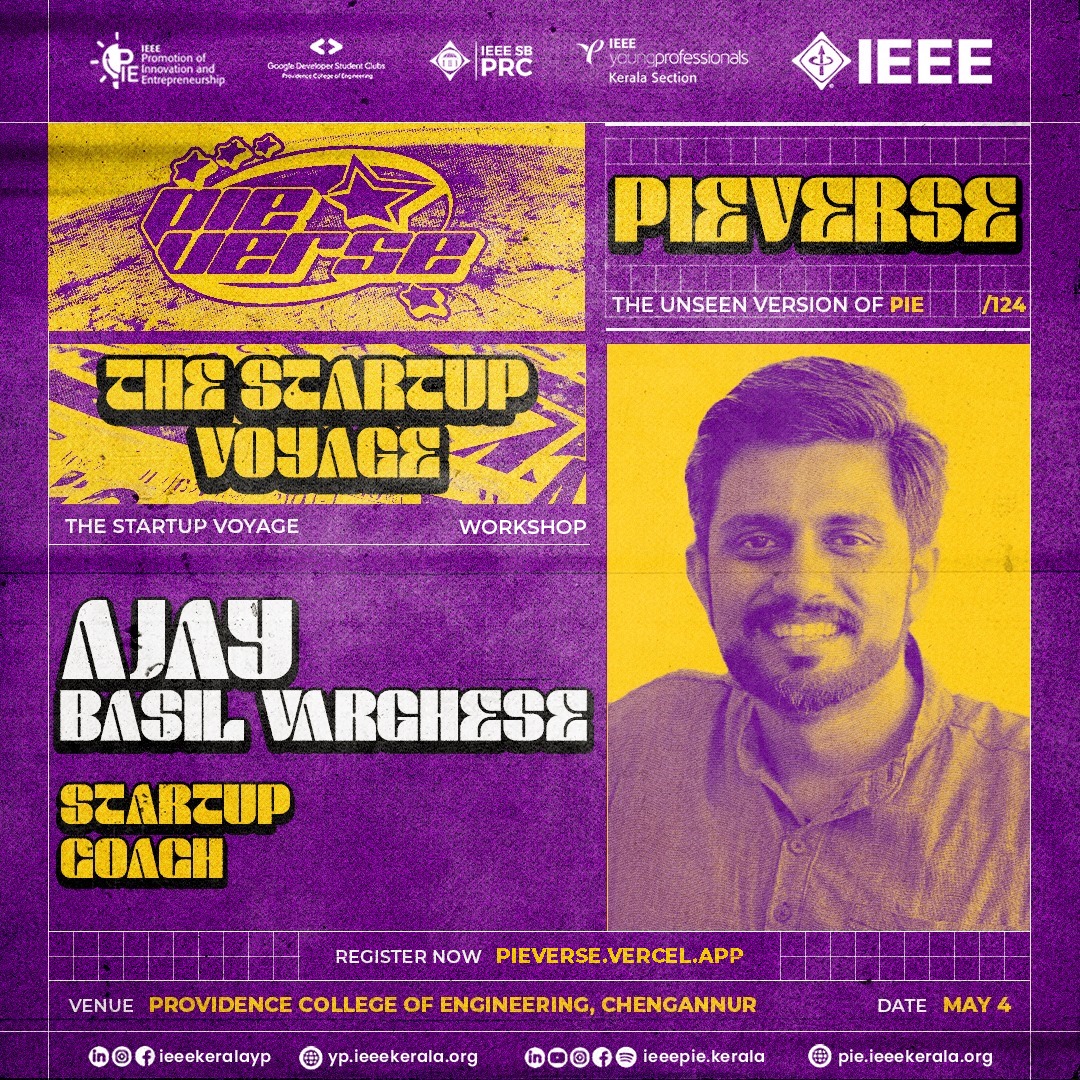 IEEE
Promotion of
Innovation and
Entrepreneurship
PIE
Google Developer Student Clubs
Providence College of Engineering
IEEE SB
PRC
IEEE
youngprofessionals
Kerala Section
IEEE
pie
verse
PIEVERSE
THE UNSEEN VERSION OF PIE /124
THE STARTUP
VOYAGE
THE STARTUP VOYAGE WORKSHOP
AJAY
BASIL VARGHESE
STARTUP
COACH
REGISTER NOW PIEVERSE.VERCEL.APP
VENUE PROVIDENCE COLLEGE OF ENGINEERING, CHENGANNUR DATE MAY 4
ieeekeralayp yp.ieeekerala.org ieeepie.kerala pie.ieeekerala.org